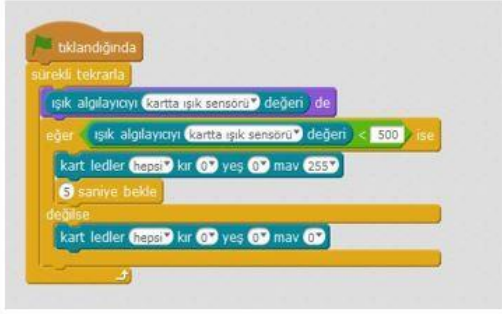 tıklandığında
sürekli tekrarla
ışık algılayıcıyı kartta ışık sensörü değeri de
eğer ışık algılayıcıyı kartta ışık sensörü değeri < 500 ise
kart ledler hepsi kır 0 yeş 0 mav 255
5 saniye bekle
değilse
kart ledler hepsi kır 0 yeş 0 mav 0